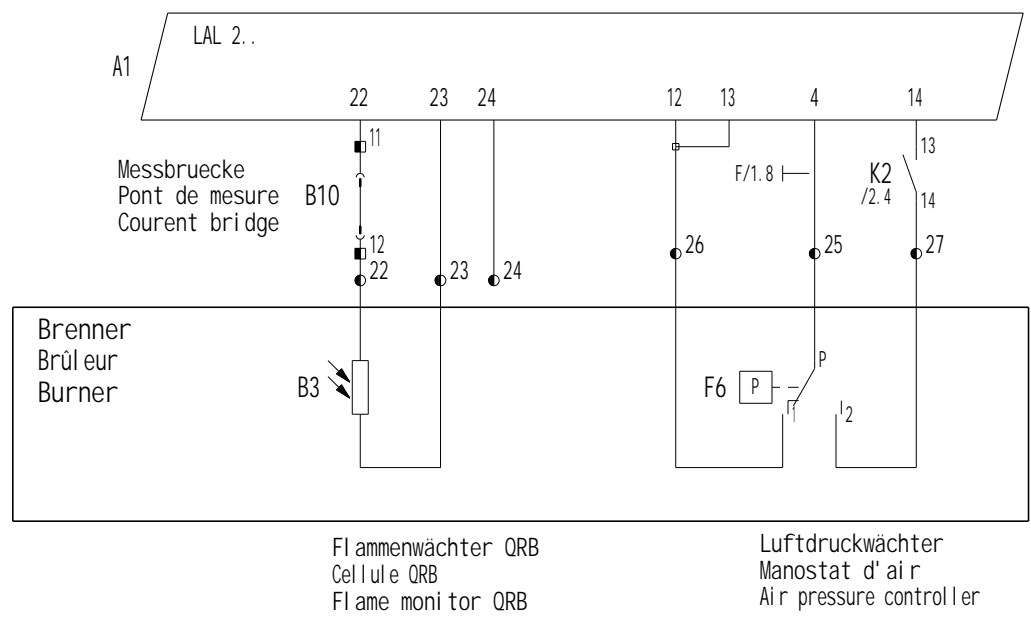 LAL 2..
A1
22 23 24 12 13 4 14
11
13
Messbruecke
Pont de mesure
Courent bridge
B10
F/1.8
K2
/2.4
14
12
22 23 24 26 25 27
Brenner
Brûleur
Burner
B3
F6
P
P
1
2
Flammenwächter QRB
Cellule QRB
Flame monitor QRB
Luftdruckwächter
Manostat d'air
Air pressure controller